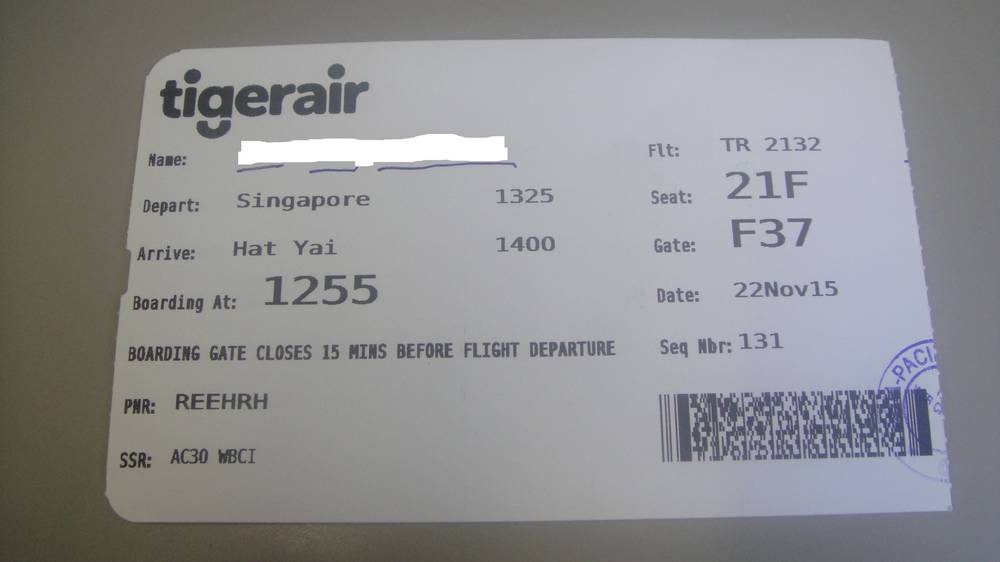 tigerair
Name:
Flt: TR 2132
Depart: Singapore 1325
Seat: 21F
Arrive: Hat Yai 1400
Gate: F37
Boarding At: 1255
Date: 22Nov15
BOARDING GATE CLOSES 15 MINS BEFORE FLIGHT DEPARTURE
Seq Nbr: 131
PNR: REEHRH
SSR: AC30 WBCI
-PACI